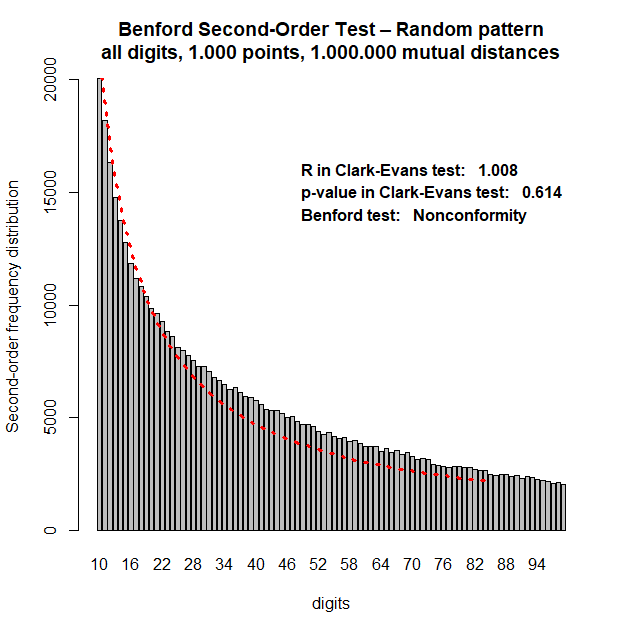 Benford Second-Order Test – Random pattern
all digits, 1.000 points, 1.000.000 mutual distances
R in Clark-Evans test: 1.008
p-value in Clark-Evans test: 0.614
Benford test: Nonconformity
Second-order frequency distribution
20000
15000
10000
5000
0
10 16 22 28 34 40 46 52 58 64 70 76 82 88 94
digits